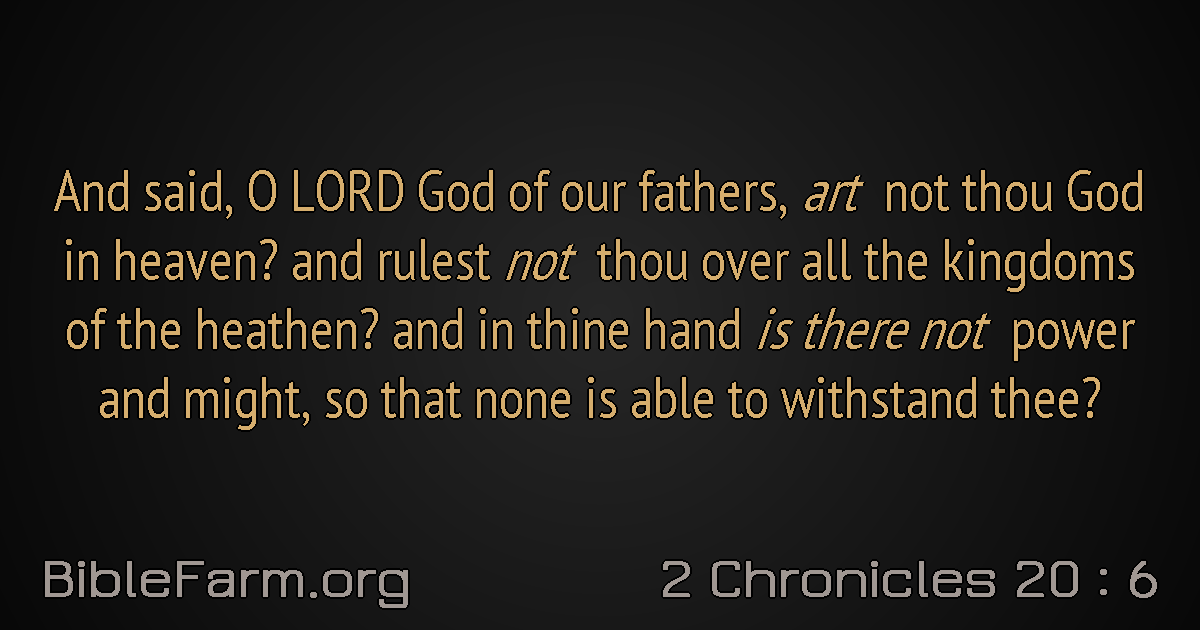 And said, O LORD God of our fathers, art not thou God
in heaven? and rulest not thou over all the kingdoms
of the heathen? and in thine hand is there not power
and might, so that none is able to withstand thee?
BibleFarm.org
2 Chronicles 20 : 6